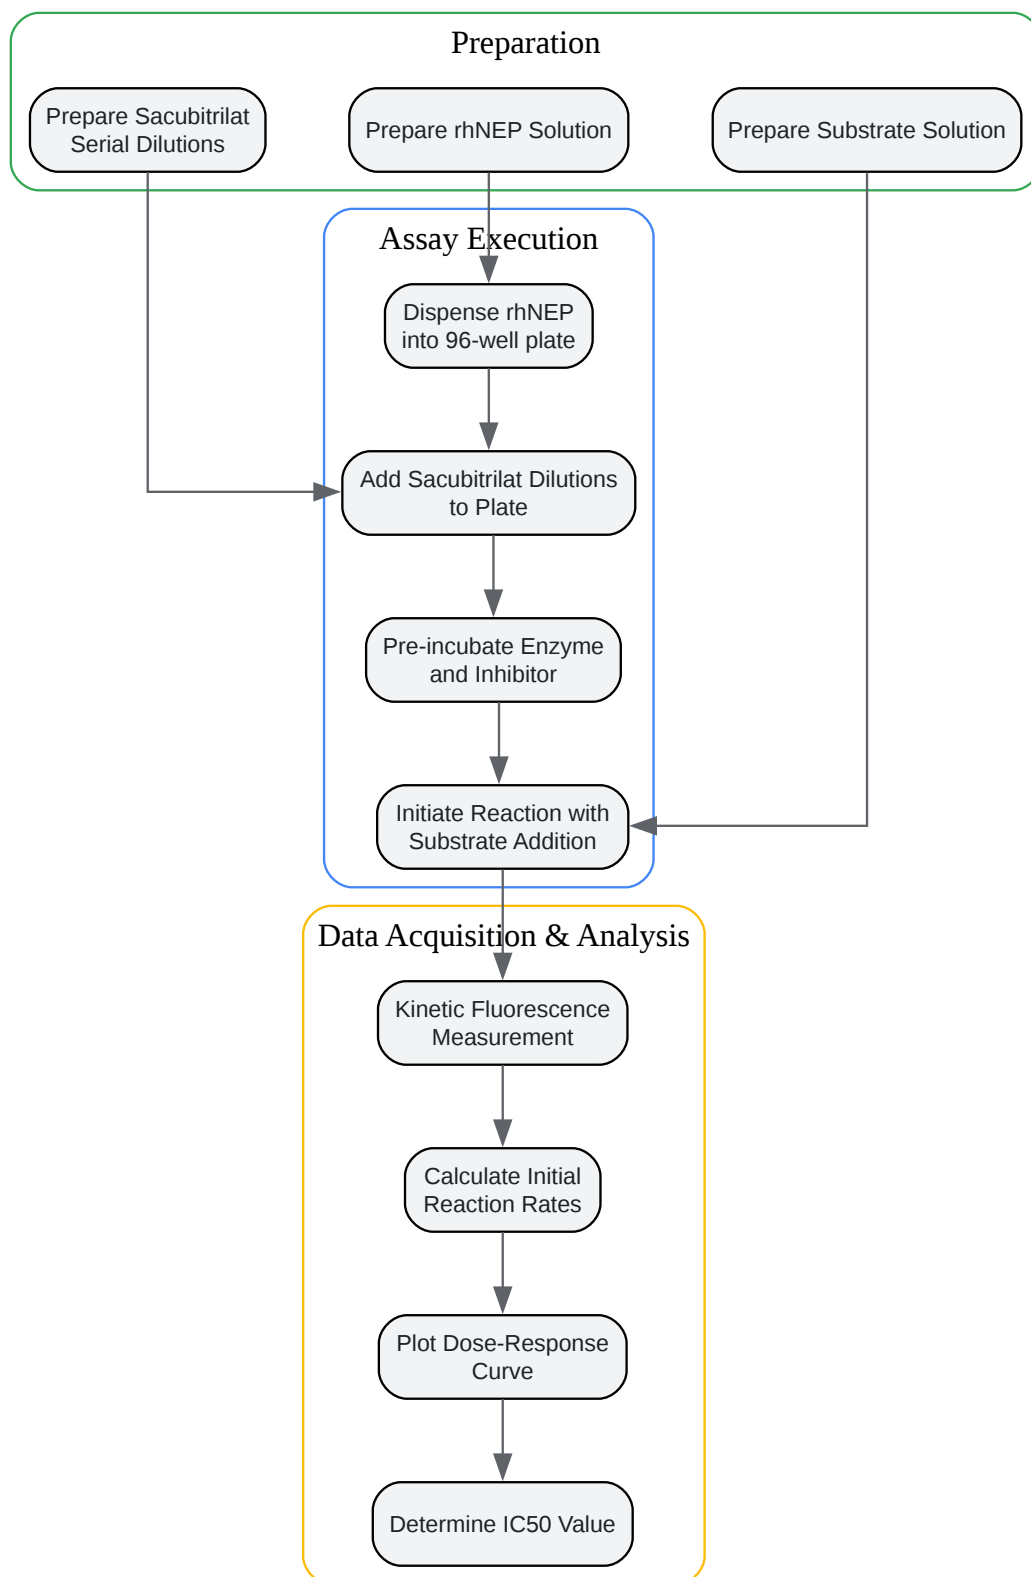 Preparation
Prepare Sacubitrilat
Serial Dilutions
Prepare rhNEP Solution
Prepare Substrate Solution
Assay Execution
Dispense rhNEP
into 96-well plate
Add Sacubitrilat Dilutions
to Plate
Pre-incubate Enzyme
and Inhibitor
Initiate Reaction with
Substrate Addition
Data Acquisition & Analysis
Kinetic Fluorescence
Measurement
Calculate Initial
Reaction Rates
Plot Dose-Response
Curve
Determine IC50 Value